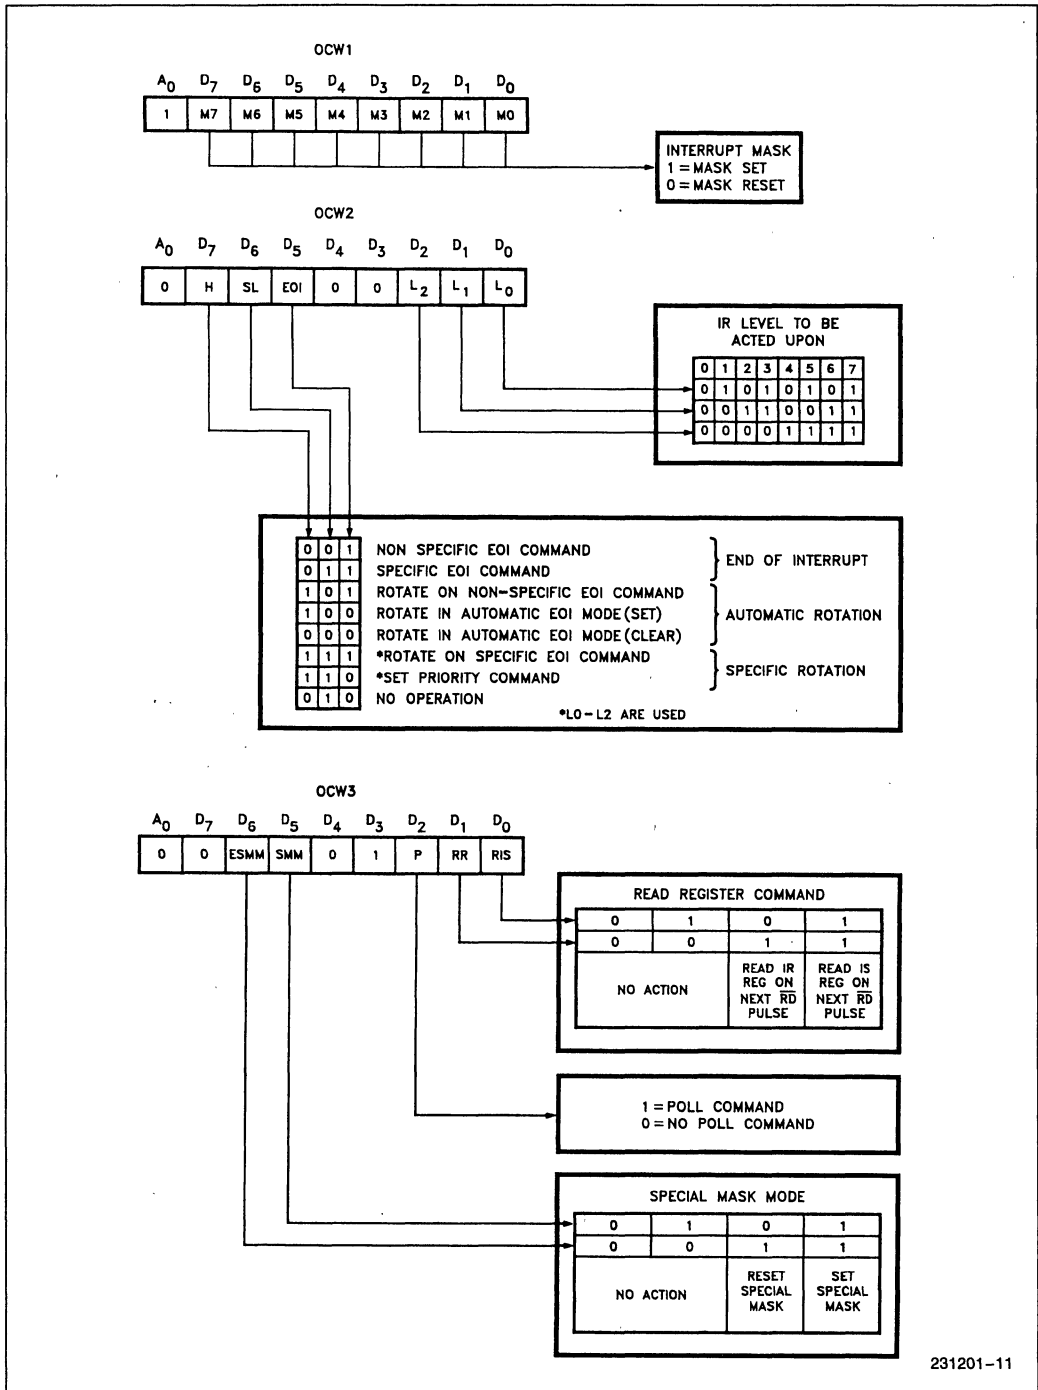 OCW1
A0 D7 D6 D5 D4 D3 D2 D1 D0
1 M7 M6 M5 M4 M3 M2 M1 M0
INTERRUPT MASK
1 = MASK SET
0 = MASK RESET
OCW2
A0 D7 D6 D5 D4 D3 D2 D1 D0
0 H SL EOI 0 0 L2 L1 L0
IR LEVEL TO BE
ACTED UPON
0 1 2 3 4 5 6 7
0 1 0 1 0 1 0 1
0 0 1 1 0 0 1 1
0 0 0 0 1 1 1 1
0 0 1 NON SPECIFIC EOI COMMAND
0 1 1 SPECIFIC EOI COMMAND
END OF INTERRUPT
1 0 1 ROTATE ON NON-SPECIFIC EOI COMMAND
1 0 0 ROTATE IN AUTOMATIC EOI MODE (SET)
0 0 0 ROTATE IN AUTOMATIC EOI MODE (CLEAR)
AUTOMATIC ROTATION
1 1 1 *ROTATE ON SPECIFIC EOI COMMAND
1 1 0 *SET PRIORITY COMMAND
SPECIFIC ROTATION
0 1 0 NO OPERATION
*L0-L2 ARE USED
OCW3
A0 D7 D6 D5 D4 D3 D2 D1 D0
0 0 ESMM SMM 0 1 P RR RIS
READ REGISTER COMMAND
0 1 0 1
0 0 1 1
NO ACTION
READ IR
REG ON
NEXT RD
PULSE
READ IS
REG ON
NEXT RD
PULSE
1 = POLL COMMAND
0 = NO POLL COMMAND
SPECIAL MASK MODE
0 1 0 1
0 0 1 1
NO ACTION
RESET
SPECIAL
MASK
SET
SPECIAL
MASK
231201-11